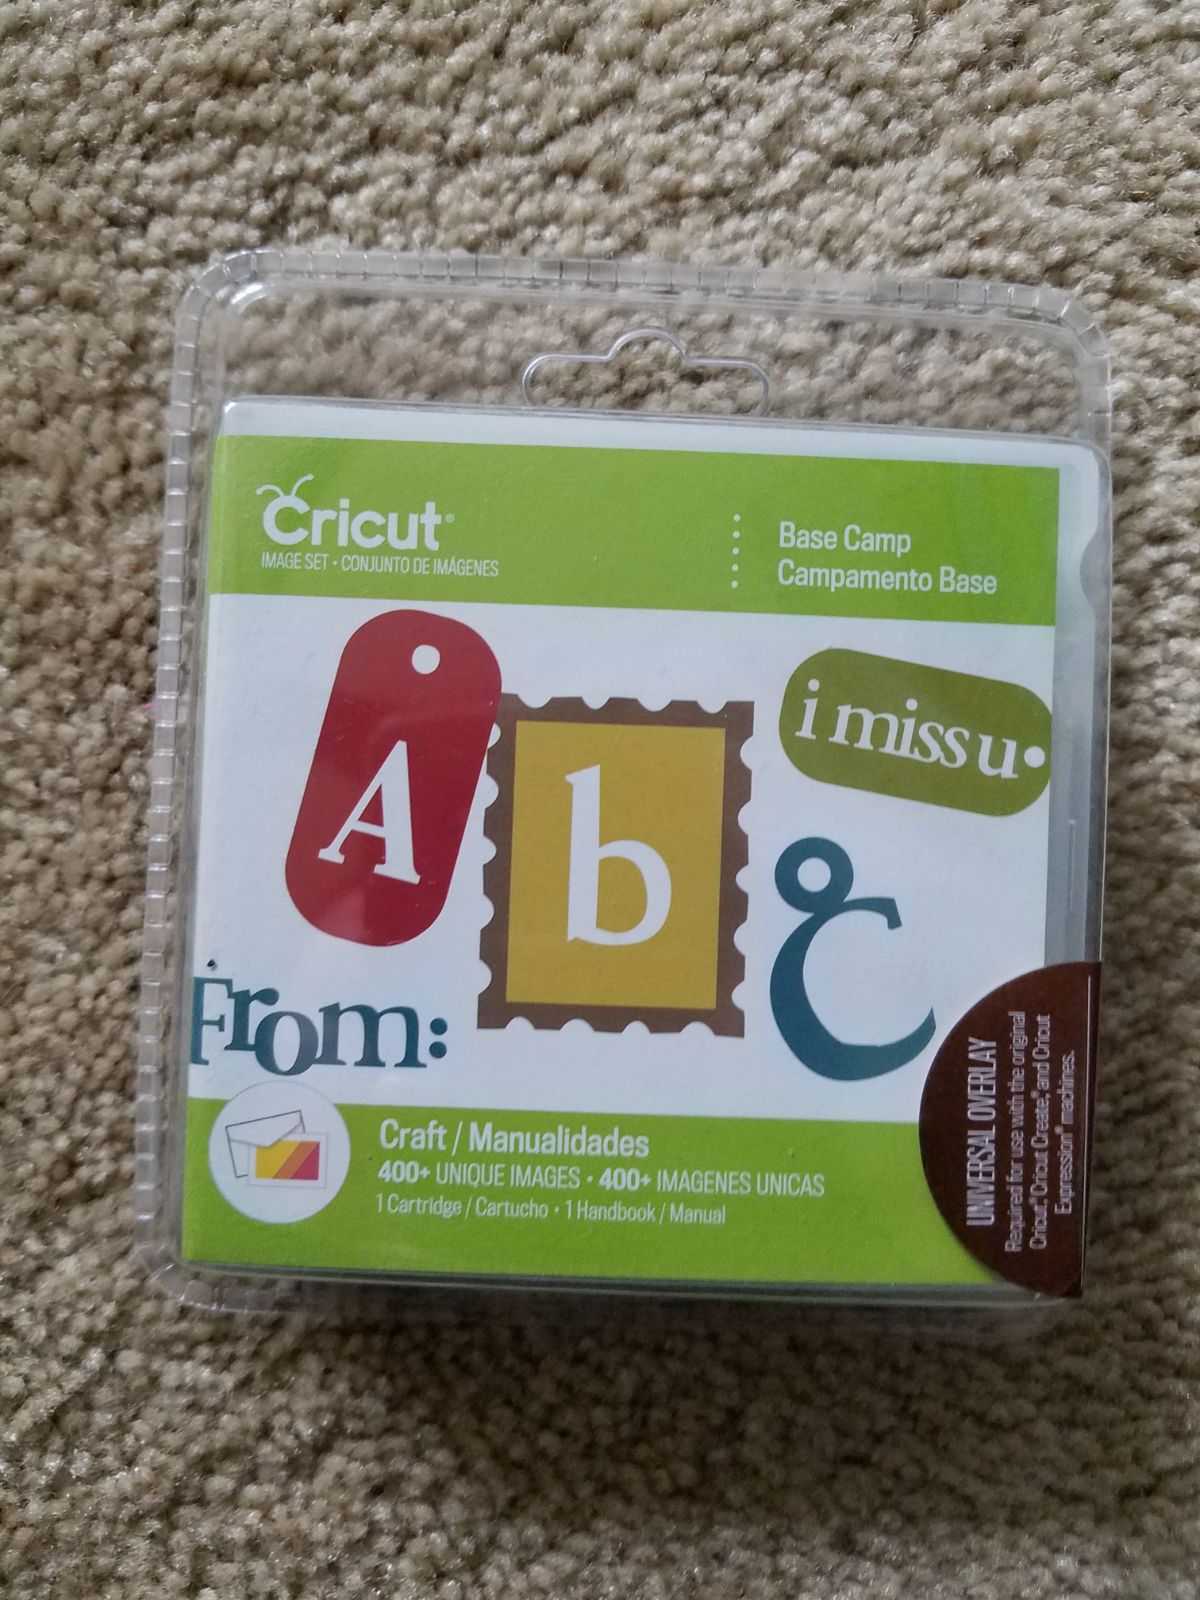 Cricut®
IMAGE SET • CONJUNTO DE IMÁGENES
Base Camp
Campamento Base
A
b
i miss u
C
From:
Craft / Manualidades
400+ UNIQUE IMAGES • 400+ IMAGENES UNICAS
1 Cartridge / Cartucho • 1 Handbook / Manual
UNIVERSAL OVERLAY
Required for use with the original
Cricut®, Cricut Create®, and Cricut
Expression® machines.